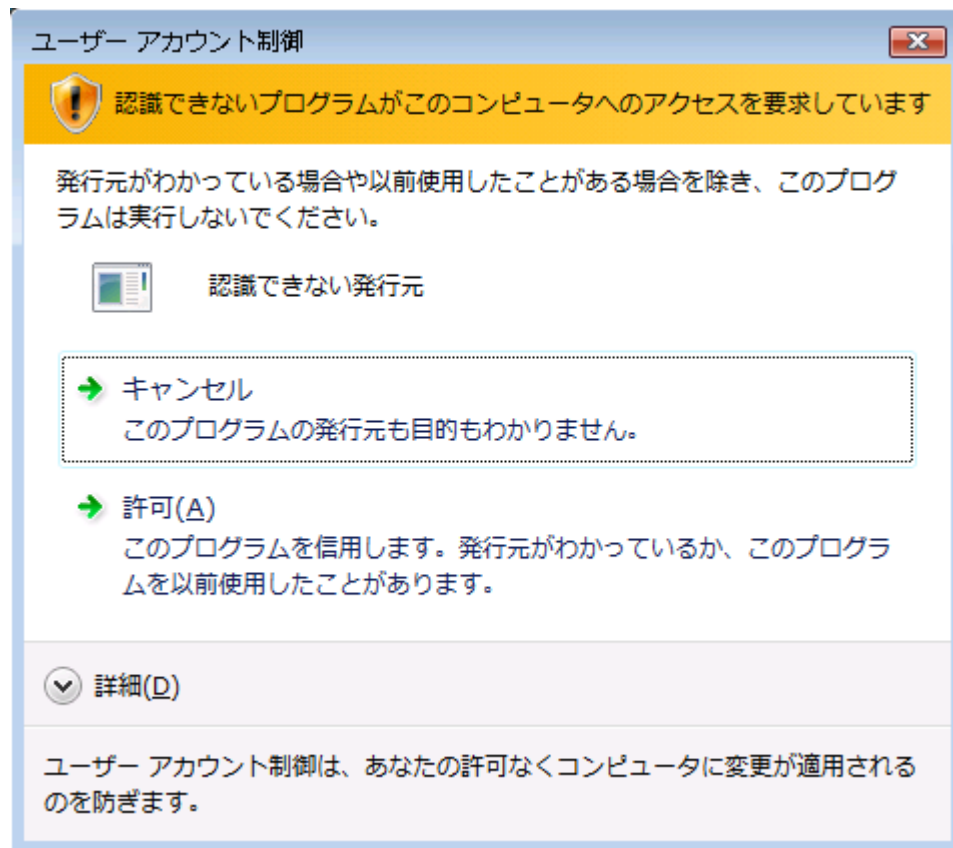 ユーザー アカウント制御
認識できないプログラムがこのコンピュータへのアクセスを要求しています
発行元がわかっている場合や以前使用したことがある場合を除き、このプログ
ラムは実行しないでください。
認識できない発行元
キャンセル
このプログラムの発行元も目的もわかりません。
許可(A)
このプログラムを信用します。発行元がわかっているか、このプログラ
ムを以前使用したことがあります。
詳細(D)
ユーザー アカウント制御は、あなたの許可なくコンピュータに変更が適用される
のを防ぎます。